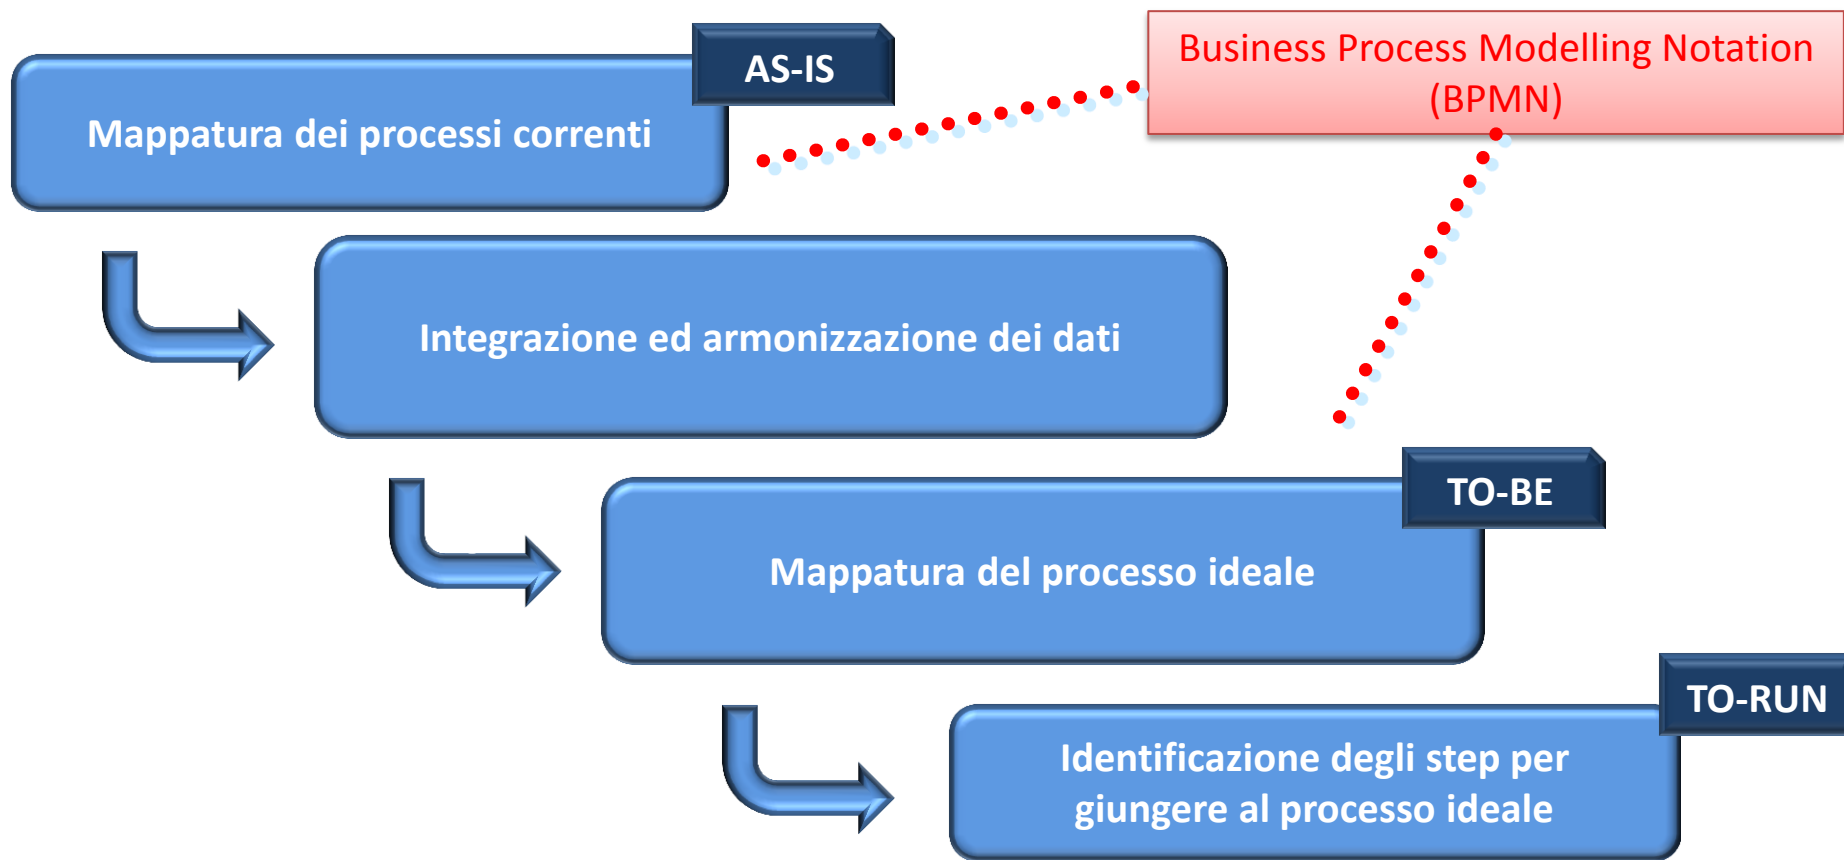 AS-IS
Mappatura dei processi correnti
Business Process Modelling Notation
(BPMN)
Integrazione ed armonizzazione dei dati
TO-BE
Mappatura del processo ideale
TO-RUN
Identificazione degli step per
giungere al processo ideale